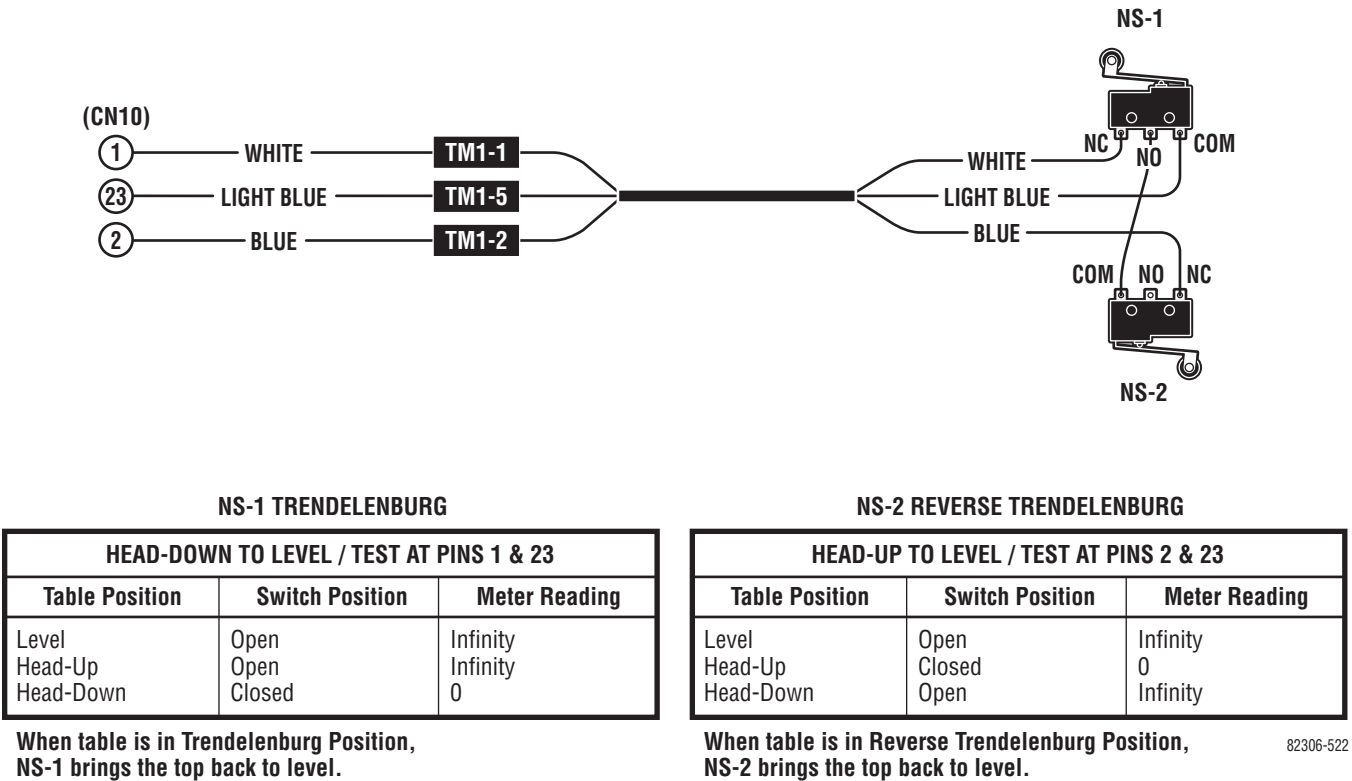 NS-1
(CN10)
1 WHITE TM1-1
23 LIGHT BLUE TM1-5
2 BLUE TM1-2
NC NO COM
WHITE
LIGHT BLUE
BLUE
COM NO NC
NS-2
NS-1 TRENDELENBURG
HEAD-DOWN TO LEVEL / TEST AT PINS 1 & 23
Table Position Switch Position Meter Reading
Level Open Infinity
Head-Up Open Infinity
Head-Down Closed 0
When table is in Trendelenburg Position,
NS-1 brings the top back to level.
NS-2 REVERSE TRENDELENBURG
HEAD-UP TO LEVEL / TEST AT PINS 2 & 23
Table Position Switch Position Meter Reading
Level Open Infinity
Head-Up Closed 0
Head-Down Open Infinity
When table is in Reverse Trendelenburg Position,
NS-2 brings the top back to level.
82306-522